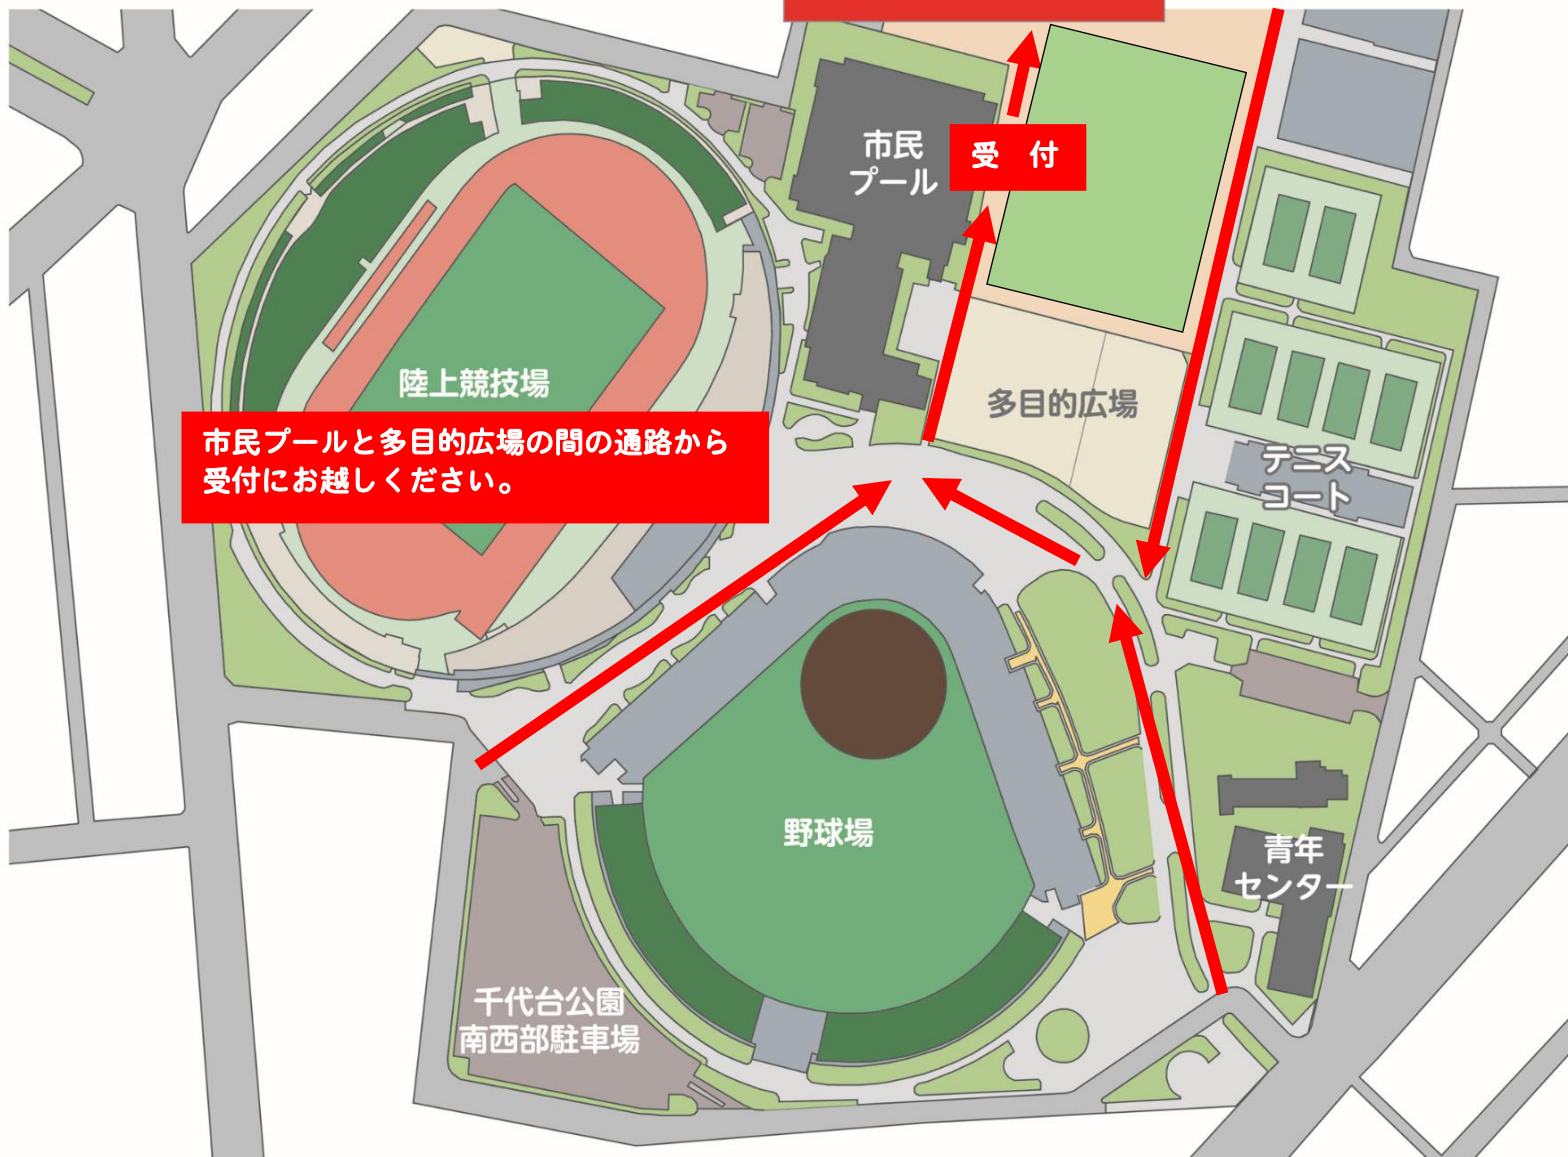 市民
プール
受　付
陸上競技場
市民プールと多目的広場の間の通路から
受付にお越しください。
多目的広場
テニス
コート
野球場
青年
センター
千代台公園
南西部駐車場